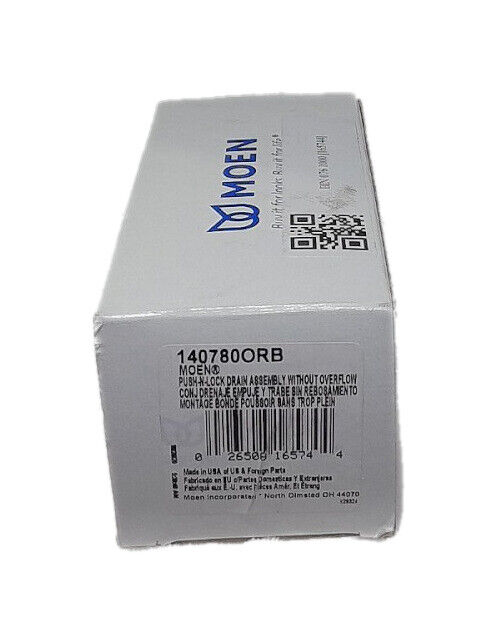 MOEN
Buy it for looks. Buy it for life.®
140780ORB
MOEN®
PUSH-N-LOCK DRAIN ASSEMBLY WITHOUT OVERFLOW
CONJ DRENAJE EMPUJE Y TRABE SIN REBOSAMIENTO
MONTAGE BONDE POUSSOIR SANS TROP PLEIN
0 26508 16574 4
Made in USA of US & Foreign Parts
Fabricado en EU c/Partes Domesticas Y Extranjeras
Fabriqué aux E.-U. avec Pièces Amér. Et Étrang
Moen Incorporated * North Olmsted OH 44070